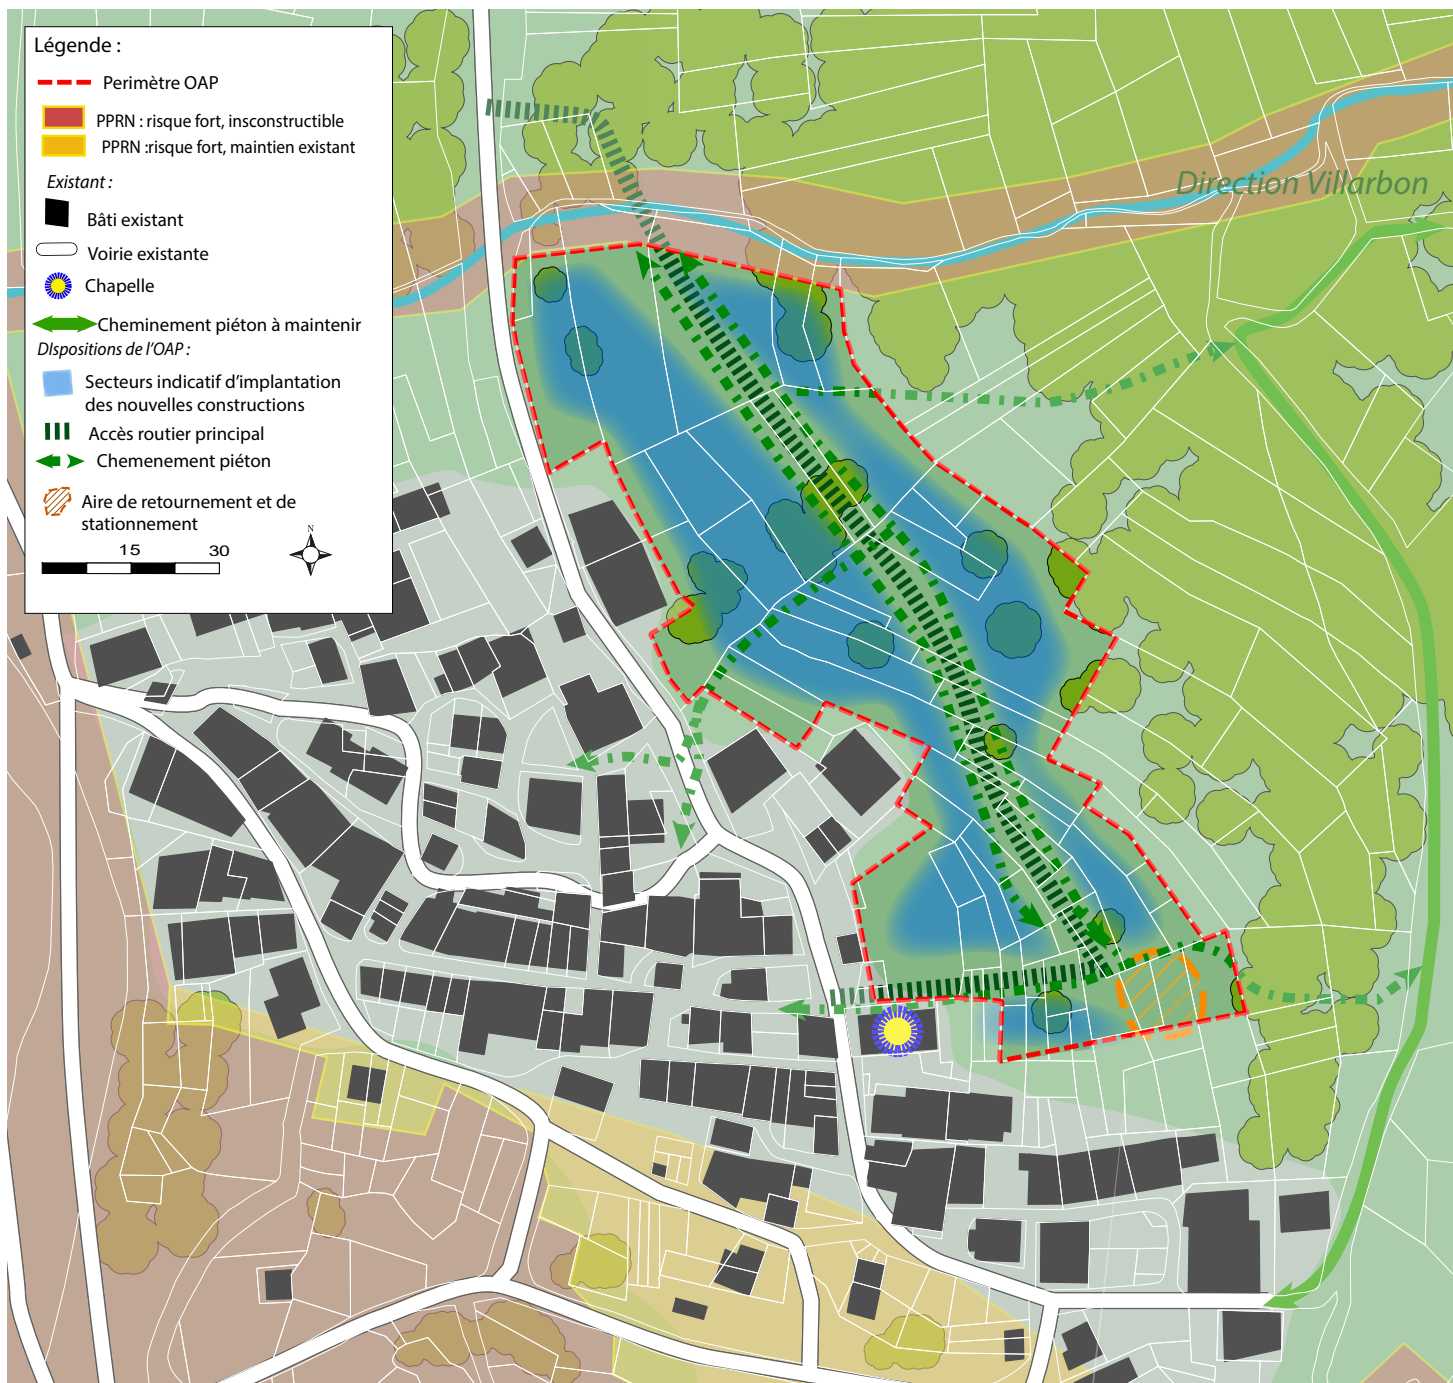 Légende :
Perimètre OAP
PPRN : risque fort, insconstructible
PPRN :risque fort, maintien existant
Existant :
Bâti existant
Voirie existante
Chapelle
Cheminement piéton à maintenir
DIspositions de l'OAP :
Secteurs indicatif d'implantation
des nouvelles constructions
Accès routier principal
Chemenement piéton
Aire de retournement et de
stationnement
N
15 30
Direction Villarbon